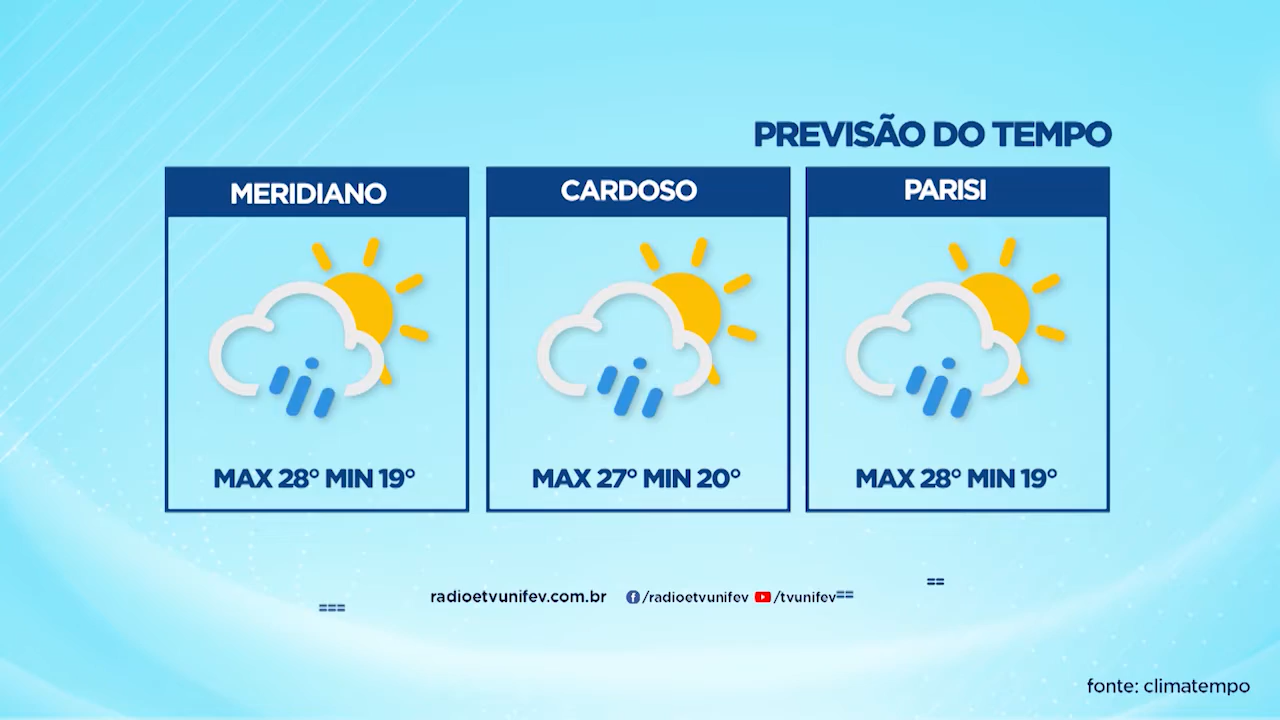 PREVISÃO DO TEMPO
MERIDIANO
CARDOSO
PARISI
MAX 28° MIN 19°
MAX 27° MIN 20°
MAX 28° MIN 19°
==
radioetvunifev.com.br /radioetvunifev /tvunifev==
===
fonte: climatempo